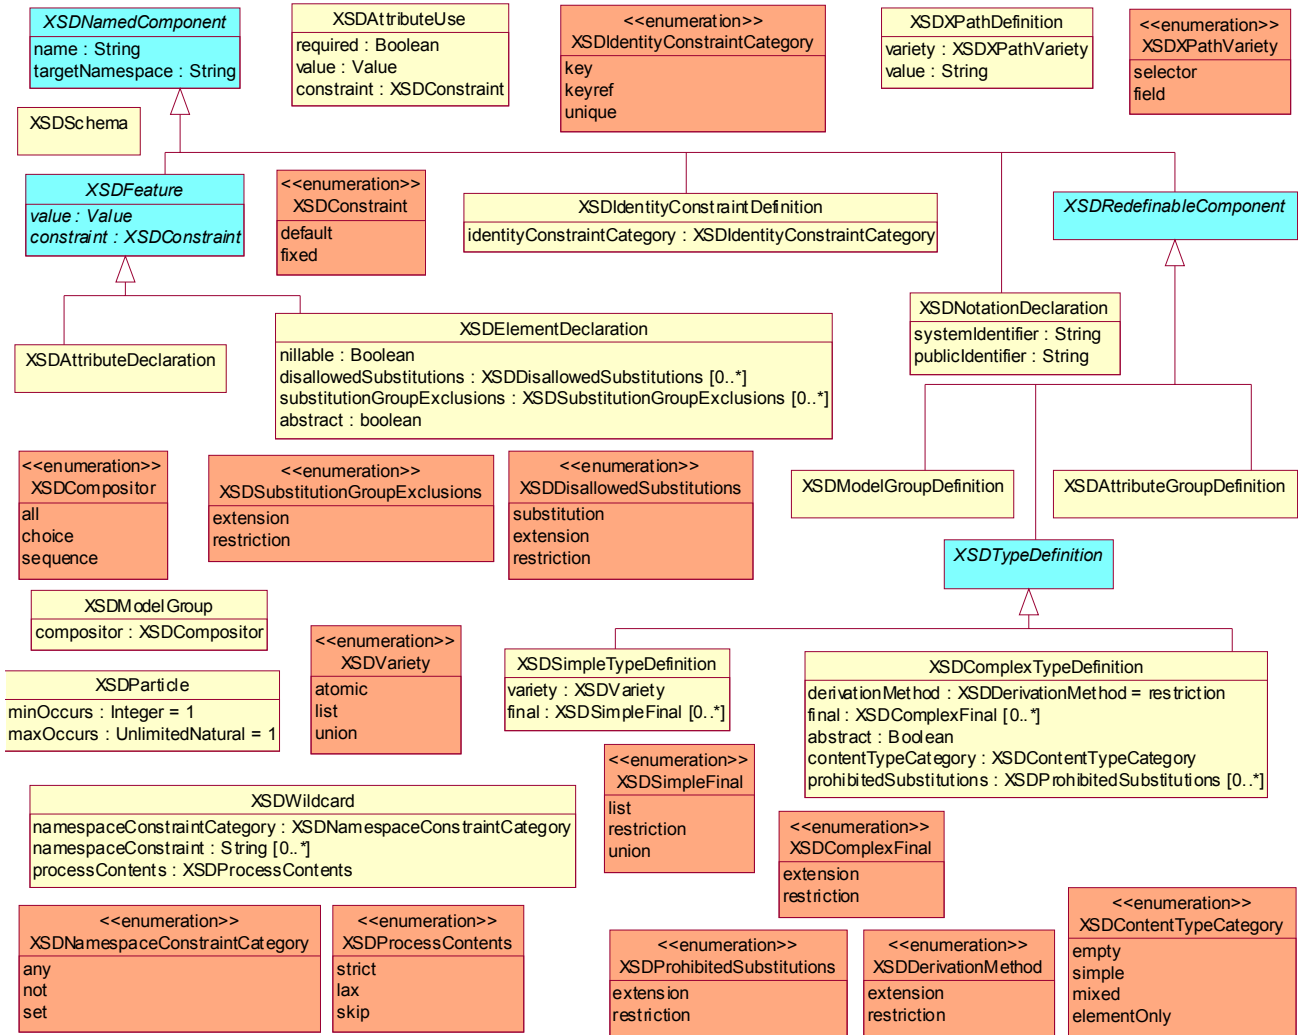 XSDNamedComponent
name : String
targetNamespace : String
XSDAttributeUse
required : Boolean
value : Value
constraint : XSDConstraint
<<enumeration>>
XSDIdentityConstraintCategory
key
keyref
unique
XSDXPathDefinition
variety : XSDXPathVariety
value : String
<<enumeration>>
XSDXPathVariety
selector
field
XSDSchema
XSDFeature
value : Value
constraint : XSDConstraint
<<enumeration>>
XSDConstraint
default
fixed
XSDIdentityConstraintDefinition
identityConstraintCategory : XSDIdentityConstraintCategory
XSDRedefinableComponent
XSDNotationDeclaration
systemIdentifier : String
publicIdentifier : String
XSDAttributeDeclaration
XSDElementDeclaration
nillable : Boolean
disallowedSubstitutions : XSDDisallowedSubstitutions [0..*]
substitutionGroupExclusions : XSDSubstitutionGroupExclusions [0..*]
abstract : boolean
<<enumeration>>
XSDCompositor
all
choice
sequence
<<enumeration>>
XSDSubstitutionGroupExclusions
extension
restriction
<<enumeration>>
XSDDisallowedSubstitutions
substitution
extension
restriction
XSDModelGroupDefinition
XSDAttributeGroupDefinition
XSDTypeDefinition
XSDModelGroup
compositor : XSDCompositor
<<enumeration>>
XSDVariety
atomic
list
union
XSDSimpleTypeDefinition
variety : XSDVariety
final : XSDSimpleFinal [0..*]
XSDComplexTypeDefinition
derivationMethod : XSDDerivationMethod = restriction
final : XSDComplexFinal [0..*]
abstract : Boolean
contentTypeCategory : XSDContentTypeCategory
prohibitedSubstitutions : XSDProhibitedSubstitutions [0..*]
XSDParticle
minOccurs : Integer = 1
maxOccurs : UnlimitedNatural = 1
<<enumeration>>
XSDSimpleFinal
list
restriction
union
XSDWildcard
namespaceConstraintCategory : XSDNamespaceConstraintCategory
namespaceConstraint : String [0..*]
processContents : XSDProcessContents
<<enumeration>>
XSDComplexFinal
extension
restriction
<<enumeration>>
XSDNamespaceConstraintCategory
any
not
set
<<enumeration>>
XSDProcessContents
strict
lax
skip
<<enumeration>>
XSDProhibitedSubstitutions
extension
restriction
<<enumeration>>
XSDDerivationMethod
extension
restriction
<<enumeration>>
XSDContentTypeCategory
empty
simple
mixed
elementOnly